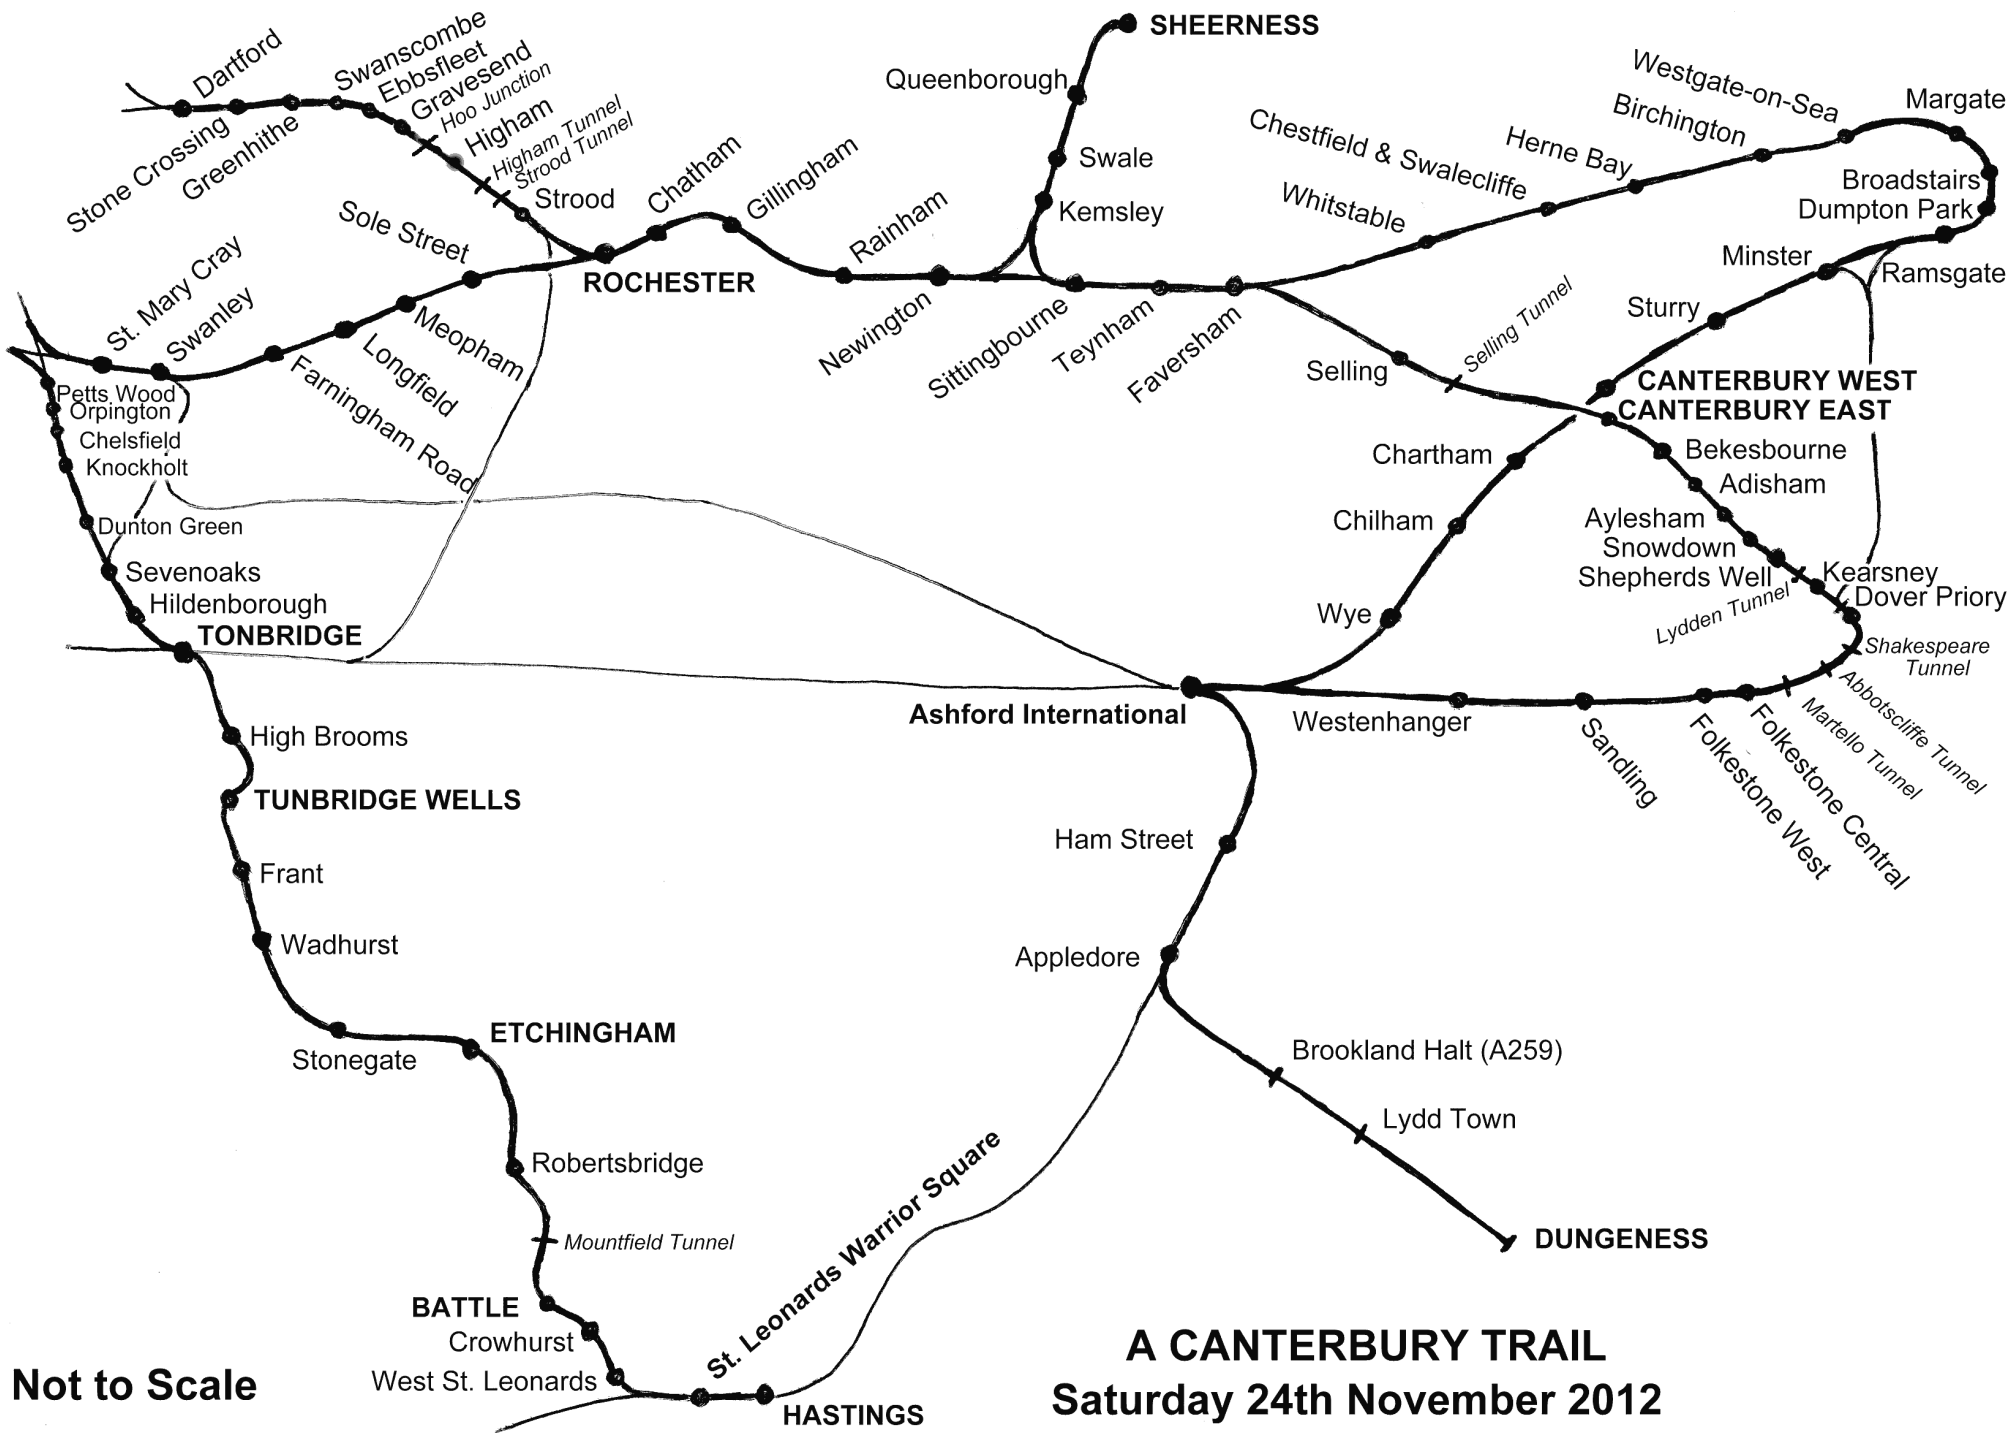 SHEERNESS
Queenborough
Swale
Kemsley
Dartford
Stone Crossing
Greenhithe
Swanscombe
Ebbsfleet
Gravesend
Hoo Junction
Higham
Higham Tunnel
Strood Tunnel
Strood
ROCHESTER
Chatham
Gillingham
Rainham
Newington
Sittingbourne
Teynham
Faversham
Whitstable
Chestfield & Swalecliffe
Herne Bay
Birchington
Westgate-on-Sea
Margate
Broadstairs
Dumpton Park
Ramsgate
Minster
Sturry
CANTERBURY WEST
CANTERBURY EAST
Selling
Selling Tunnel
Sole Street
Meopham
Longfield
Farningham Road
Swanley
St. Mary Cray
Petts Wood
Orpington
Chelsfield
Knockholt
Dunton Green
Sevenoaks
Hildenborough
TONBRIDGE
High Brooms
TUNBRIDGE WELLS
Frant
Wadhurst
Stonegate
ETCHINGHAM
Robertsbridge
Mountfield Tunnel
BATTLE
Crowhurst
West St. Leonards
St. Leonards Warrior Square
HASTINGS
Chartham
Chilham
Wye
Ashford International
Bekesbourne
Adisham
Aylesham
Snowdown
Shepherds Well
Lydden Tunnel
Kearsney
Dover Priory
Shakespeare
Tunnel
Abbotscliffe Tunnel
Martello Tunnel
Folkestone Central
Folkestone West
Sandling
Westenhanger
Ham Street
Appledore
Brookland Halt (A259)
Lydd Town
DUNGENESS
Not to Scale
A CANTERBURY TRAIL
Saturday 24th November 2012